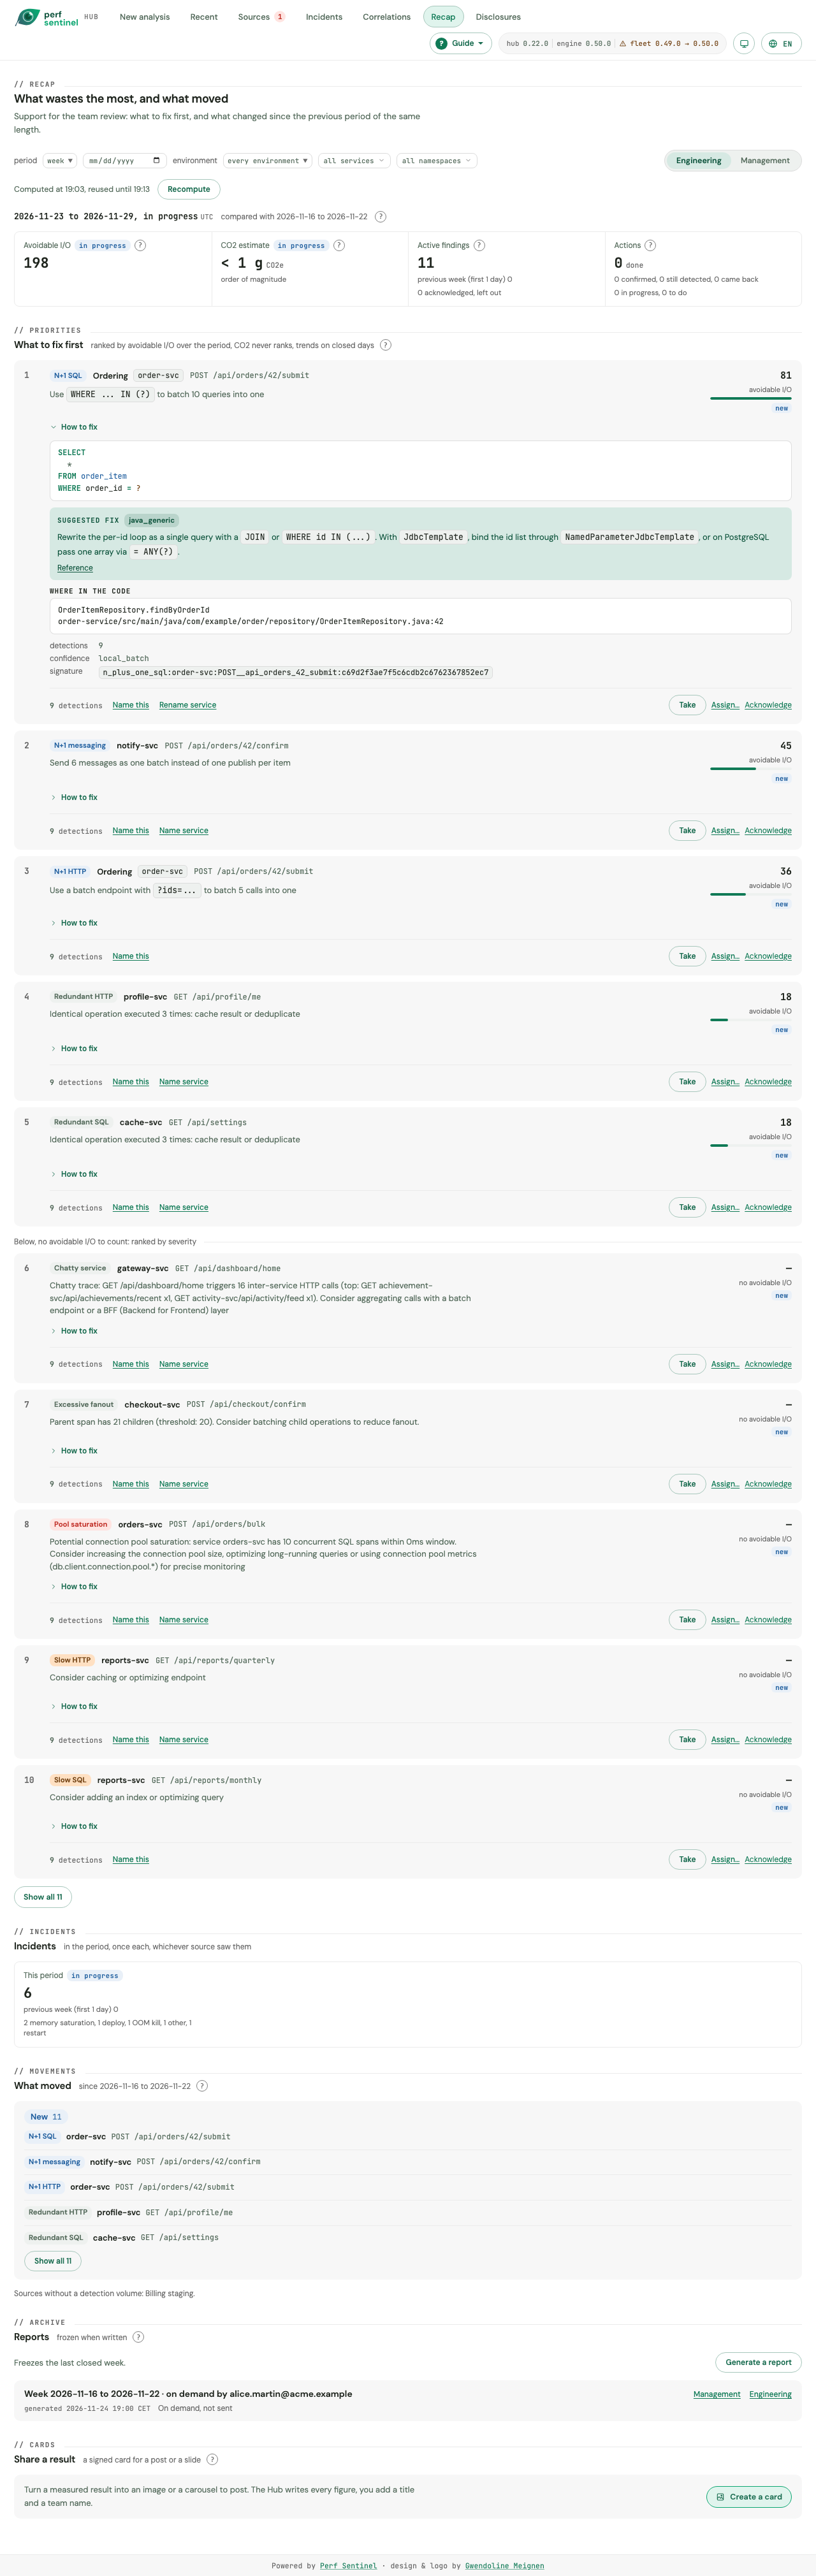 perf sentinel HUB New analysis Recent Sources 1 Incidents Correlations Recap Disclosures
? Guide hub 0.22.0 engine 0.50.0 ⚠ fleet 0.49.0 → 0.50.0 EN
// RECAP
What wastes the most, and what moved
Support for the team review: what to fix first, and what changed since the previous period of the same
length.
period week mm/dd/yyyy environment every environment all services all namespaces Engineering Management
Computed at 19:03, reused until 19:13 Recompute
2026-11-23 to 2026-11-29, in progress UTC compared with 2026-11-16 to 2026-11-22 ?
Avoidable I/O in progress ? CO2 estimate in progress ? Active findings ? Actions ?
198 < 1 g CO2e 11 0 done
order of magnitude previous week (first 1 day) 0 0 confirmed, 0 still detected, 0 came back
0 acknowledged, left out 0 in progress, 0 to do
// PRIORITIES
What to fix first ranked by avoidable I/O over the period, CO2 never ranks, trends on closed days ?
1 N+1 SQL Ordering order-svc POST /api/orders/42/submit 81
Use WHERE ... IN (?) to batch 10 queries into one avoidable I/O
new
How to fix
SELECT
*
FROM order_item
WHERE order_id = ?
SUGGESTED FIX java_generic
Rewrite the per-id loop as a single query with a JOIN or WHERE id IN (...). With JdbcTemplate, bind the id list through NamedParameterJdbcTemplate, or on PostgreSQL
pass one array via = ANY(?).
Reference
WHERE IN THE CODE
OrderItemRepository.findByOrderId
order-service/src/main/java/com/example/order/repository/OrderItemRepository.java:42
detections 9
confidence local_batch
signature n_plus_one_sql:order-svc:POST__api_orders_42_submit:c69d2f3ae7f5c6cdb2c6762367852ec7
9 detections Name this Rename service Take Assign... Acknowledge
2 N+1 messaging notify-svc POST /api/orders/42/confirm 45
Send 6 messages as one batch instead of one publish per item avoidable I/O
new
How to fix
9 detections Name this Name service Take Assign... Acknowledge
3 N+1 HTTP Ordering order-svc POST /api/orders/42/submit 36
Use a batch endpoint with ?ids=... to batch 5 calls into one avoidable I/O
new
How to fix
9 detections Name this Take Assign... Acknowledge
4 Redundant HTTP profile-svc GET /api/profile/me 18
Identical operation executed 3 times: cache result or deduplicate avoidable I/O
new
How to fix
9 detections Name this Name service Take Assign... Acknowledge
5 Redundant SQL cache-svc GET /api/settings 18
Identical operation executed 3 times: cache result or deduplicate avoidable I/O
new
How to fix
9 detections Name this Name service Take Assign... Acknowledge
Below, no avoidable I/O to count: ranked by severity
6 Chatty service gateway-svc GET /api/dashboard/home —
Chatty trace: GET /api/dashboard/home triggers 16 inter-service HTTP calls (top: GET achievement- no avoidable I/O
svc/api/achievements/recent x1, GET activity-svc/api/activity/feed x1). Consider aggregating calls with a batch new
endpoint or a BFF (Backend for Frontend) layer
How to fix
9 detections Name this Name service Take Assign... Acknowledge
7 Excessive fanout checkout-svc POST /api/checkout/confirm —
Parent span has 21 children (threshold: 20). Consider batching child operations to reduce fanout. no avoidable I/O
new
How to fix
9 detections Name this Name service Take Assign... Acknowledge
8 Pool saturation orders-svc POST /api/orders/bulk —
Potential connection pool saturation: service orders-svc has 10 concurrent SQL spans within 0ms window. no avoidable I/O
Consider increasing the connection pool size, optimizing long-running queries or using connection pool metrics new
(db.client.connection.pool.*) for precise monitoring
How to fix
9 detections Name this Name service Take Assign... Acknowledge
9 Slow HTTP reports-svc GET /api/reports/quarterly —
Consider caching or optimizing endpoint no avoidable I/O
new
How to fix
9 detections Name this Name service Take Assign... Acknowledge
10 Slow SQL reports-svc GET /api/reports/monthly —
Consider adding an index or optimizing query no avoidable I/O
new
How to fix
9 detections Name this Take Assign... Acknowledge
Show all 11
// INCIDENTS
Incidents in the period, once each, whichever source saw them
This period in progress
6
previous week (first 1 day) 0
2 memory saturation, 1 deploy, 1 OOM kill, 1 other, 1
restart
// MOVEMENTS
What moved since 2026-11-16 to 2026-11-22 ?
New 11
N+1 SQL order-svc POST /api/orders/42/submit
N+1 messaging notify-svc POST /api/orders/42/confirm
N+1 HTTP order-svc POST /api/orders/42/submit
Redundant HTTP profile-svc GET /api/profile/me
Redundant SQL cache-svc GET /api/settings
Show all 11
Sources without a detection volume: Billing staging.
// ARCHIVE
Reports frozen when written ?
Freezes the last closed week. Generate a report
Week 2026-11-16 to 2026-11-22 · on demand by alice.martin@acme.example Management Engineering
generated 2026-11-24 19:00 CET On demand, not sent
// CARDS
Share a result a signed card for a post or a slide ?
Turn a measured result into an image or a carousel to post. The Hub writes every figure, you add a title
and a team name. Create a card
Powered by Perf Sentinel · design & logo by Gwendoline Meignen